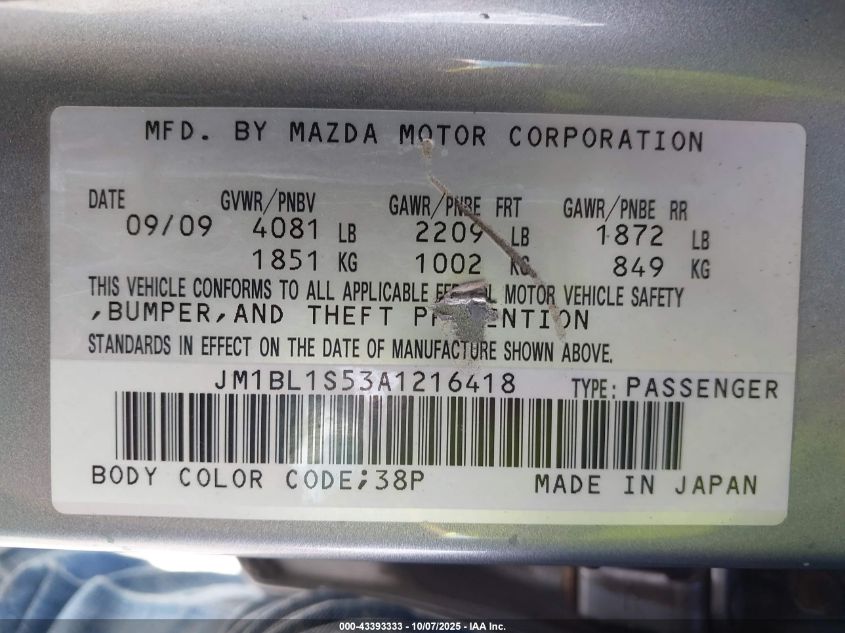 MFD. BY MAZDA MOTOR CORPORATION
DATE GVWR/PNBV GAWR/PNBE FRT GAWR/PNBE RR
09/09 4081 LB 2209 LB 1872 LB
1851 KG 1002 KG 849 KG
THIS VEHICLE CONFORMS TO ALL APPLICABLE FEDERAL MOTOR VEHICLE SAFETY
,BUMPER,AND THEFT PREVENTION
STANDARDS IN EFFECT ON THE DATE OF MANUFACTURE SHOWN ABOVE.
JM1BL1S53A1216418 TYPE: PASSENGER
BODY COLOR CODE;38P MADE IN JAPAN
000-43393333 - 10/07/2025 - IAA Inc.